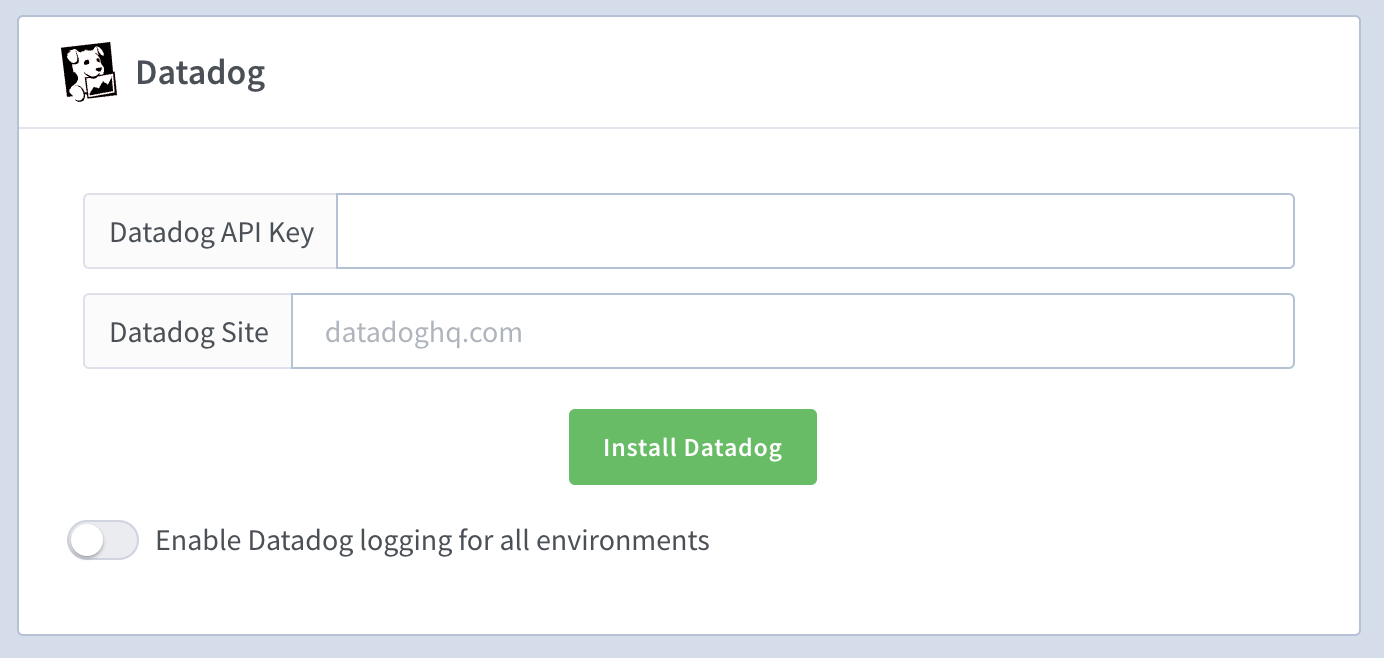 Datadog
Datadog API Key
Datadog Site datadoghq.com
Install Datadog
Enable Datadog logging for all environments